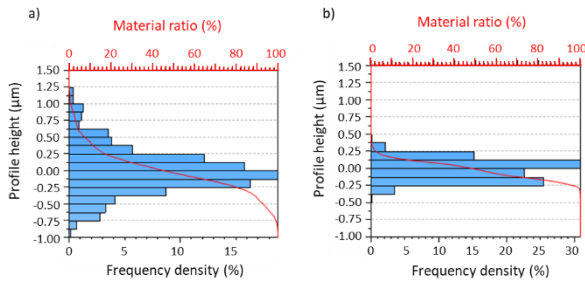 a)
Material ratio (%)
0 20 40 60 80 100
Profile height (µm)
1.50
1.25
1.00
0.75
0.50
0.25
0.00
-0.25
-0.50
-0.75
-1.00
0 5 10 15
Frequency density (%)
b)
Material ratio (%)
0 20 40 60 80 100
Profile height (µm)
1.50
1.25
1.00
0.75
0.50
0.25
0.00
-0.25
-0.50
-0.75
-1.00
0 5 10 15 20 25 30
Frequency density (%)